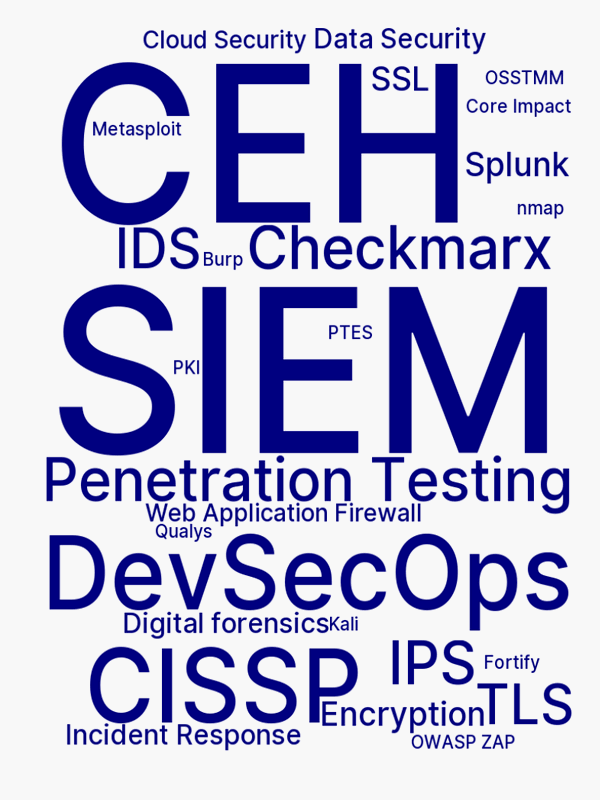 Cloud Security
Data Security
CEH
SSL
OSSTMM
Core Impact
Metasploit
Splunk
nmap
IDS
Burp
Checkmarx
SIEM
PTES
PKI
Penetration Testing
Web Application Firewall
Qualys
DevSecOps
Digital forensics
Kali
CISSP
IPS
Fortify
Encryption
TLS
Incident Response
OWASP ZAP